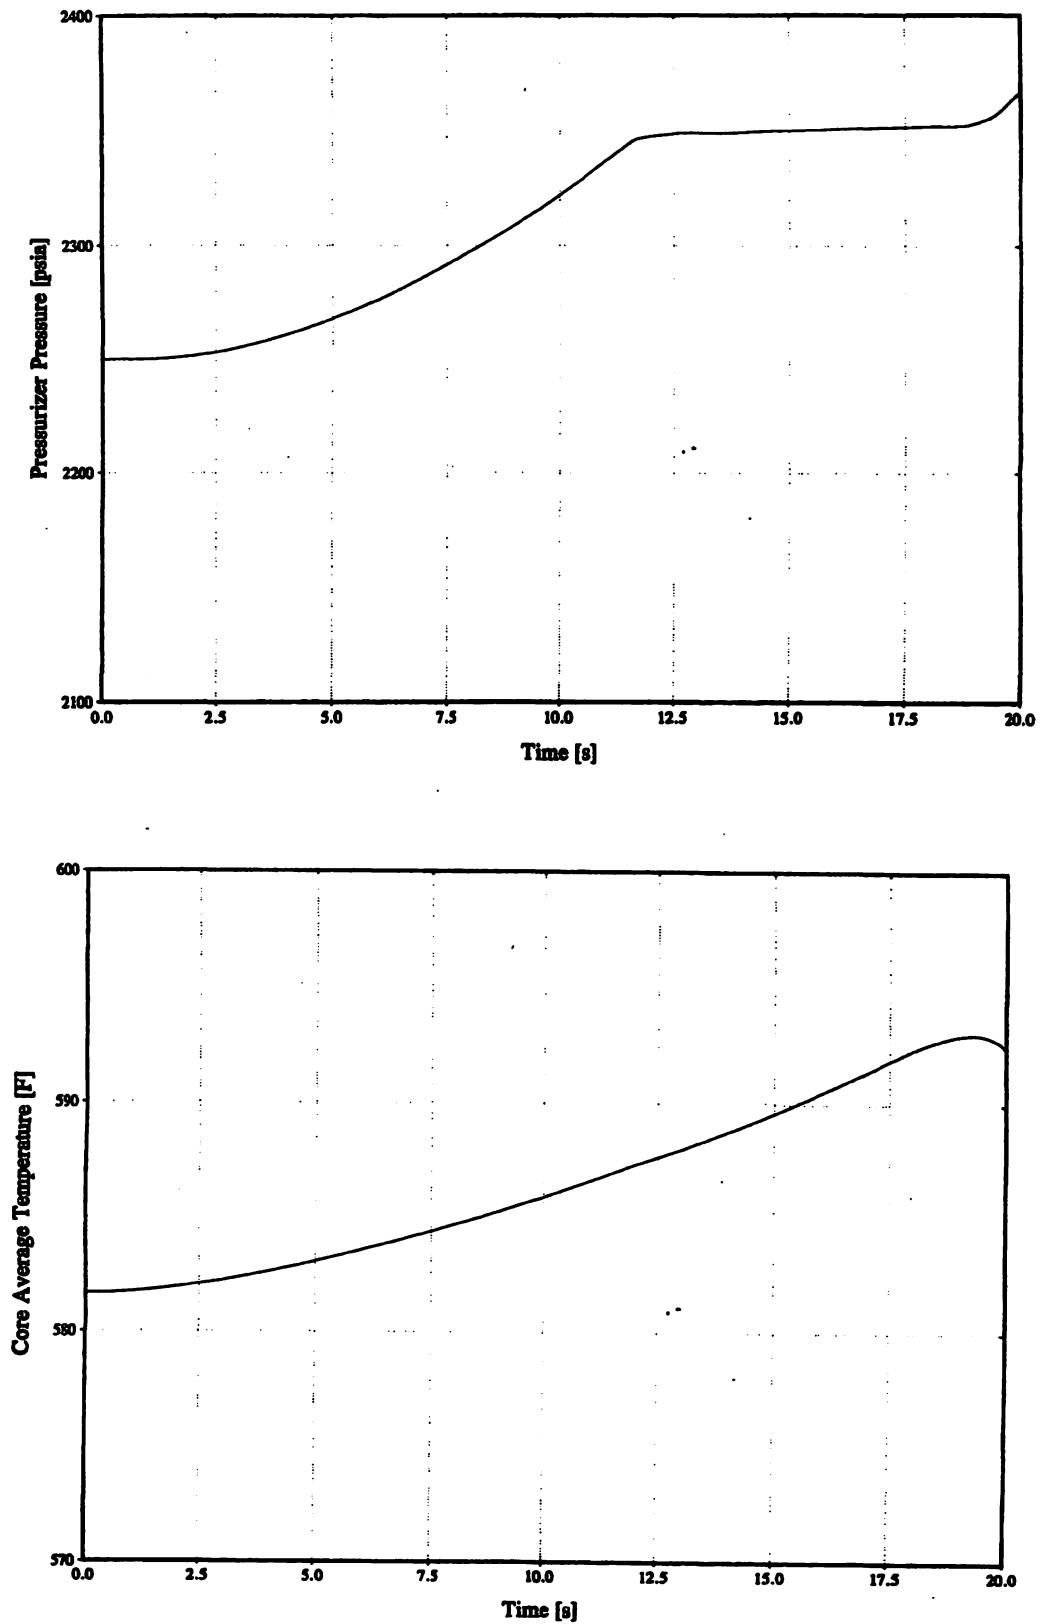 2400
2300
2200
2100
Pressurizer Pressure [psia]
0.0 2.5 5.0 7.5 10.0 12.5 15.0 17.5 20.0
Time [s]
600
590
580
570
Core Average Temperature [F]
0.0 2.5 5.0 7.5 10.0 12.5 15.0 17.5 20.0
Time [s]